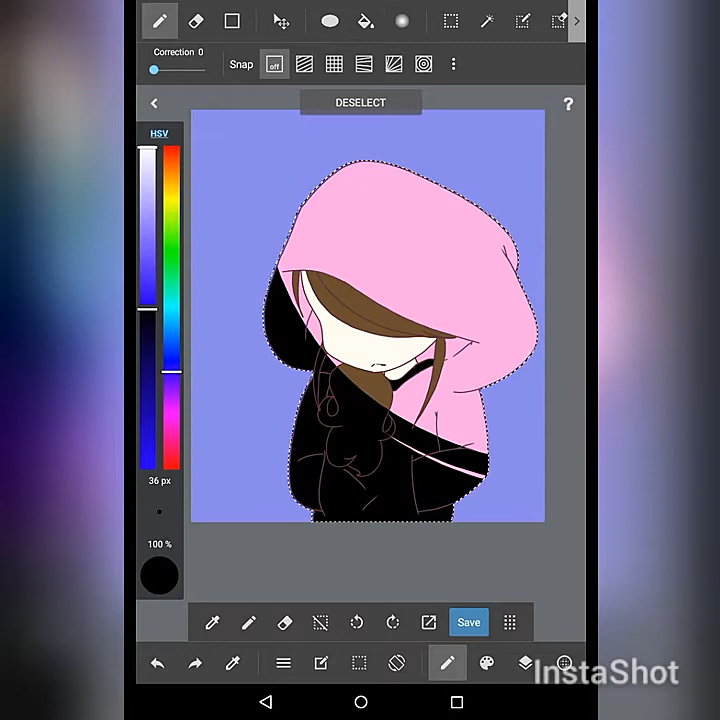 Correction 0
Snap
off
DESELECT
?
HSV
36 px
100 %
Save
InstaShot